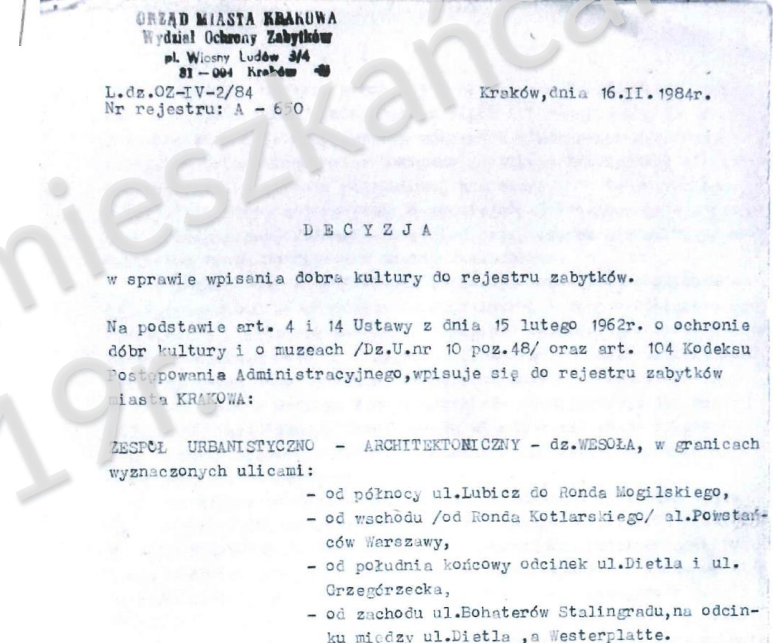 URZĄD MIASTA KRAKOWA
Wydział Ochrony Zabytków
pl. Wiosny Ludów 3/4
31-004 Kraków
L.dz.OZ-IV-2/84
Kraków,dnia 16.II.1984r.
Nr rejestru: A - 650
D E C Y Z J A
w sprawie wpisania dobra kultury do rejestru zabytków.
Na podstawie art. 4 i 14 Ustawy z dnia 15 lutego 1962r. o ochronie
dóbr kultury i o muzeach /Dz.U.nr 10 poz.48/ oraz art. 104 Kodeksu
Postępowania Administracyjnego,wpisuje się do rejestru zabytków
miasta KRAKOWA:
ZESPÓŁ URBANISTYCZNO - ARCHITEKTONICZNY - dz.WESOŁA, w granicach
wyznaczonych ulicami:
- od północy ul.Lubicz do Ronda Mogilskiego,
- od wschodu /od Ronda Kotlarskiego/ al.Powstań-
ców Warszawy,
- od południa końcowy odcinek ul.Dietla i ul.
Grzegórzecka,
- od zachodu ul.Bohaterów Stalingradu,na odcin-
ku między ul.Dietla ,a Westerplatte.
mieszkańca